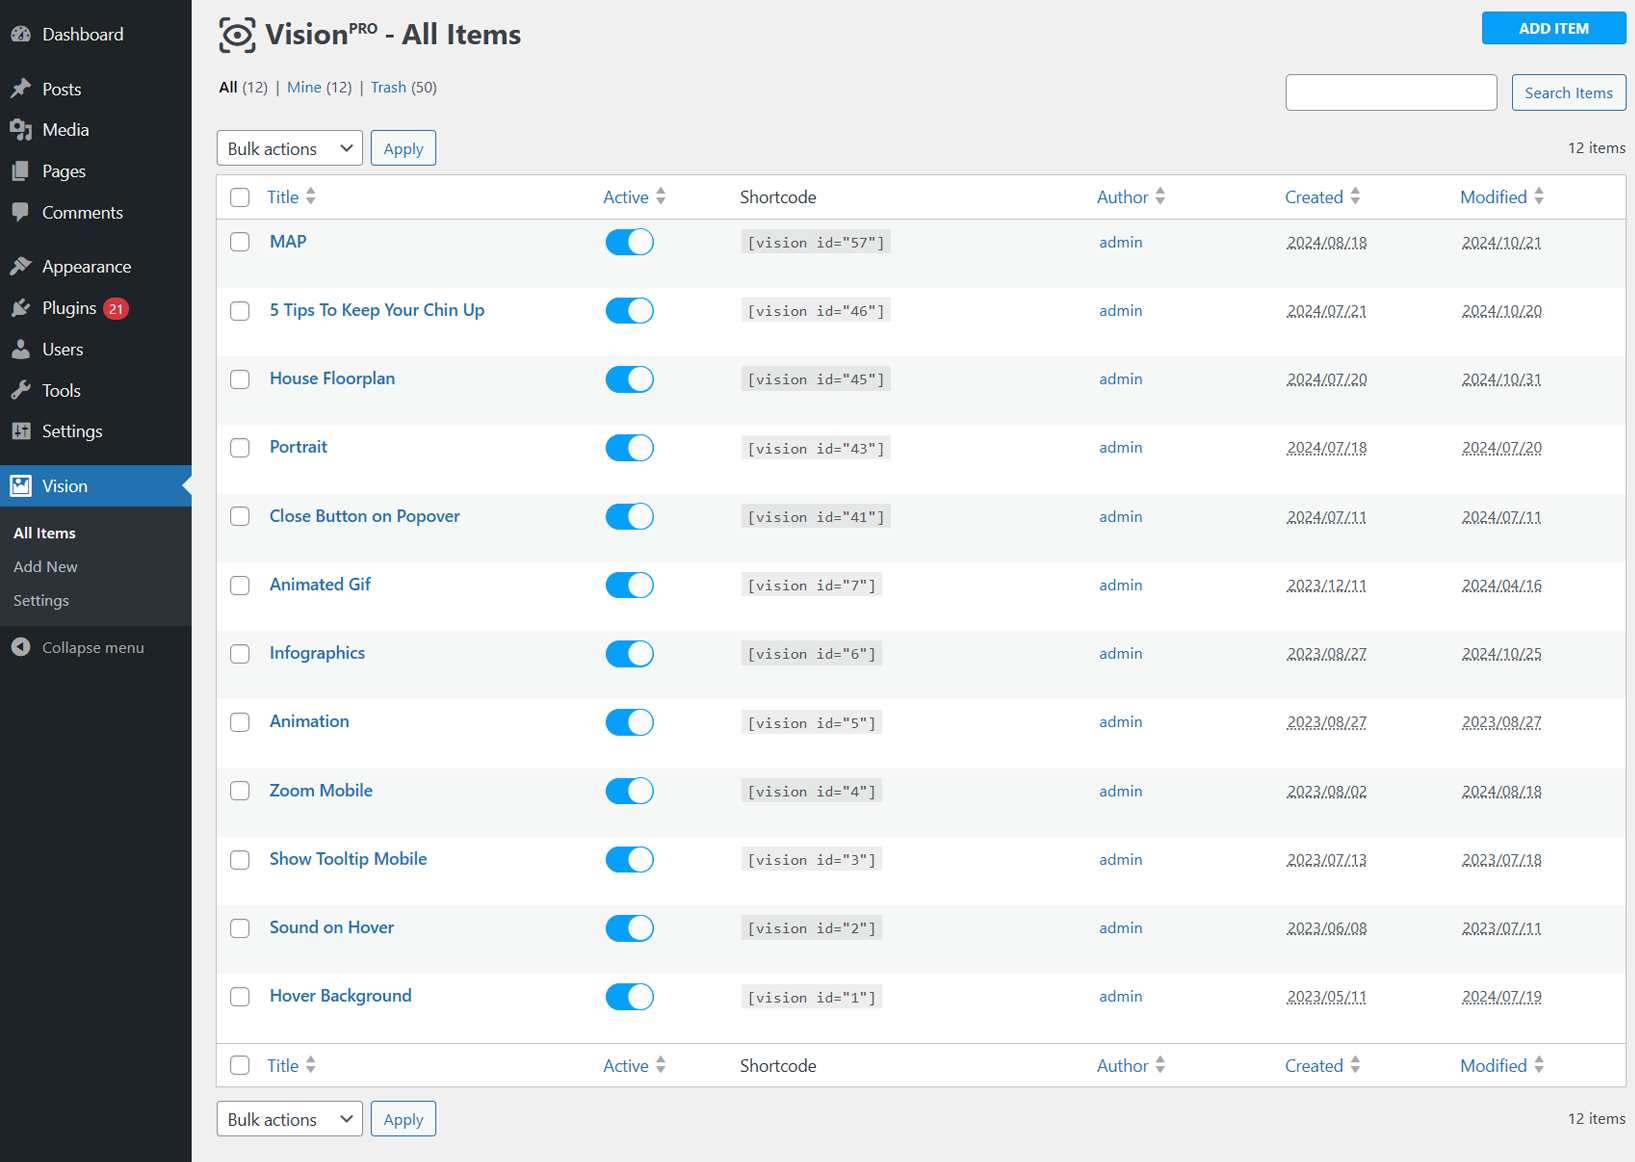 Dashboard
Posts
Media
Pages
Comments
Appearance
Plugins 21
Users
Tools
Settings
Vision
All Items
Add New
Settings
Collapse menu
VisionPRO - All Items
ADD ITEM
All (12) | Mine (12) | Trash (50)
Search Items
Bulk actions Apply 12 items
Title Active Shortcode Author Created Modified
MAP [vision id="57"] admin 2024/08/18 2024/10/21
5 Tips To Keep Your Chin Up [vision id="46"] admin 2024/07/21 2024/10/20
House Floorplan [vision id="45"] admin 2024/07/20 2024/10/31
Portrait [vision id="43"] admin 2024/07/18 2024/07/20
Close Button on Popover [vision id="41"] admin 2024/07/11 2024/07/11
Animated Gif [vision id="7"] admin 2023/12/11 2024/04/16
Infographics [vision id="6"] admin 2023/08/27 2024/10/25
Animation [vision id="5"] admin 2023/08/27 2023/08/27
Zoom Mobile [vision id="4"] admin 2023/08/02 2024/08/18
Show Tooltip Mobile [vision id="3"] admin 2023/07/13 2023/07/18
Sound on Hover [vision id="2"] admin 2023/06/08 2023/07/11
Hover Background [vision id="1"] admin 2023/05/11 2024/07/19
Title Active Shortcode Author Created Modified
Bulk actions Apply 12 items